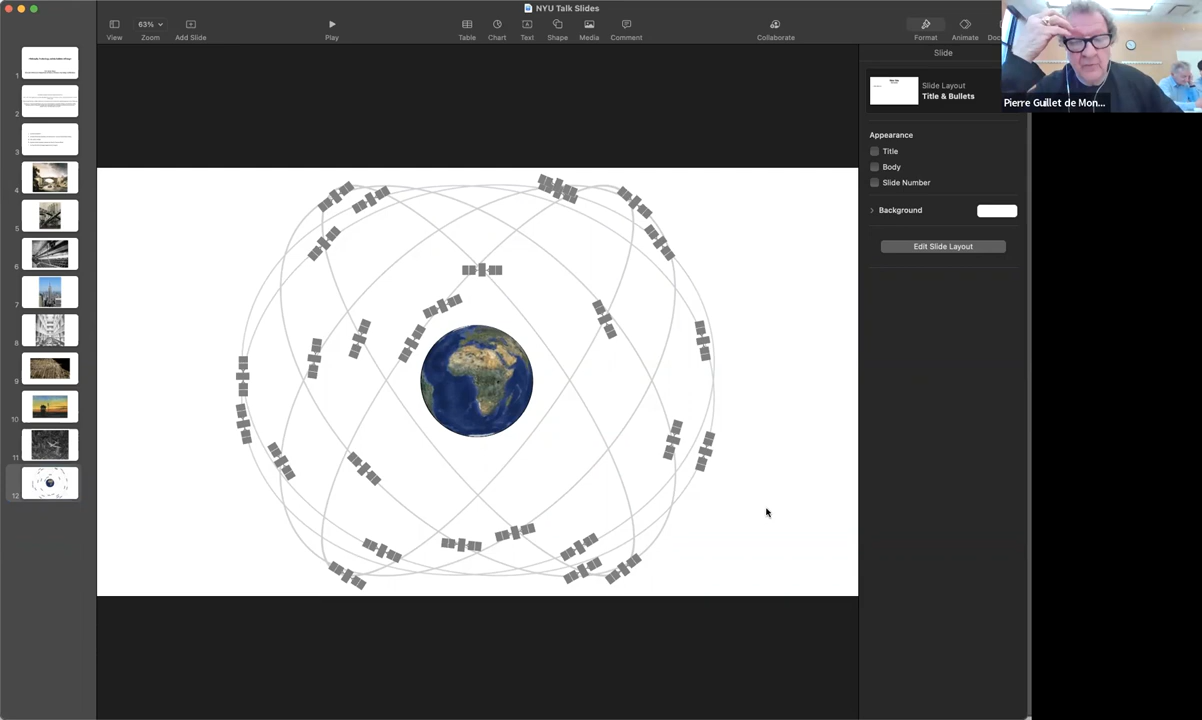 NYU Talk Slides
63%
View
Zoom
Add Slide
Play
Table
Chart
Text
Shape
Media
Comment
Collaborate
Format
Animate
Slide
Slide Layout
Title & Bullets
Appearance
Title
Body
Slide Number
Background
Edit Slide Layout
Pierre Guillet de Mon...
1
2
3
4
5
6
7
8
9
10
11
12